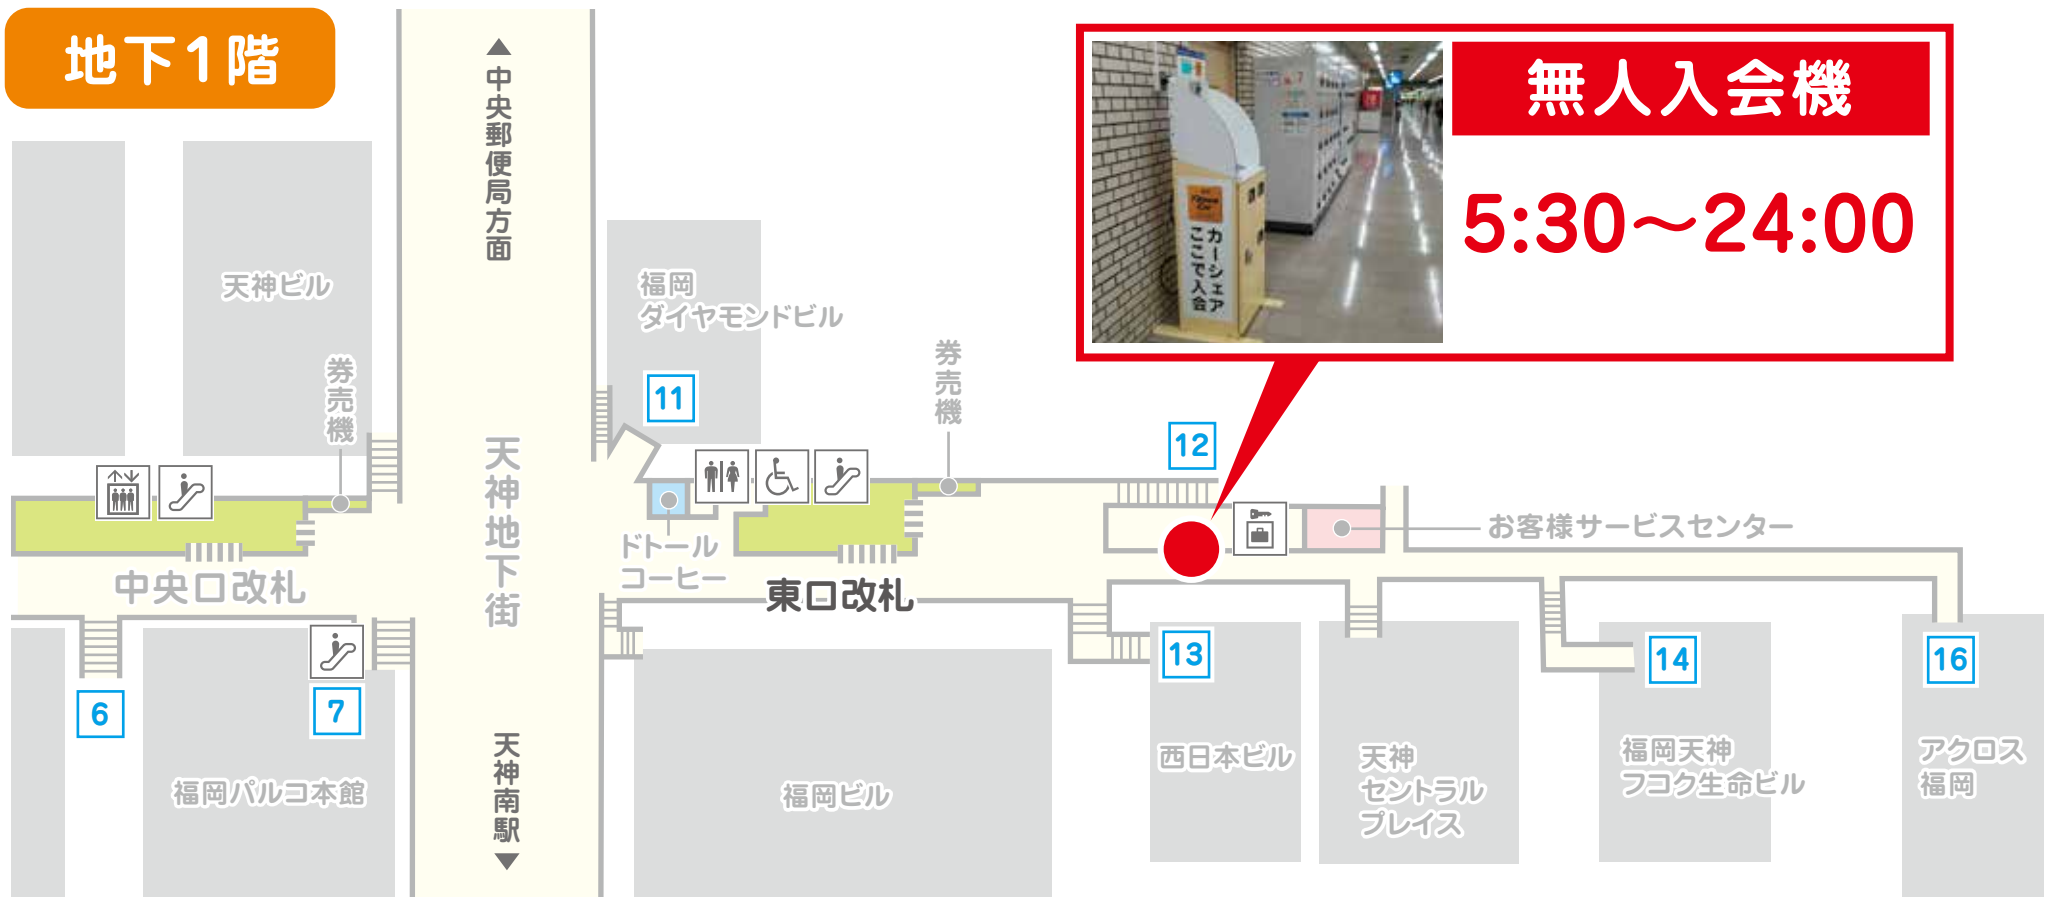 地下1階
無人入会機
5:30～24:00
カーシェア
ここで入会
▲中央郵便局方面
天神ビル
福岡
ダイヤモンドビル
券売機
券売機
11
12
天神地下街
ドトール
コーヒー
お客様サービスセンター
中央口改札
東口改札
6
7
13
14
16
天神南駅▼
福岡パルコ本館
福岡ビル
西日本ビル
天神
セントラル
プレイス
福岡天神
フコク生命ビル
アクロス
福岡